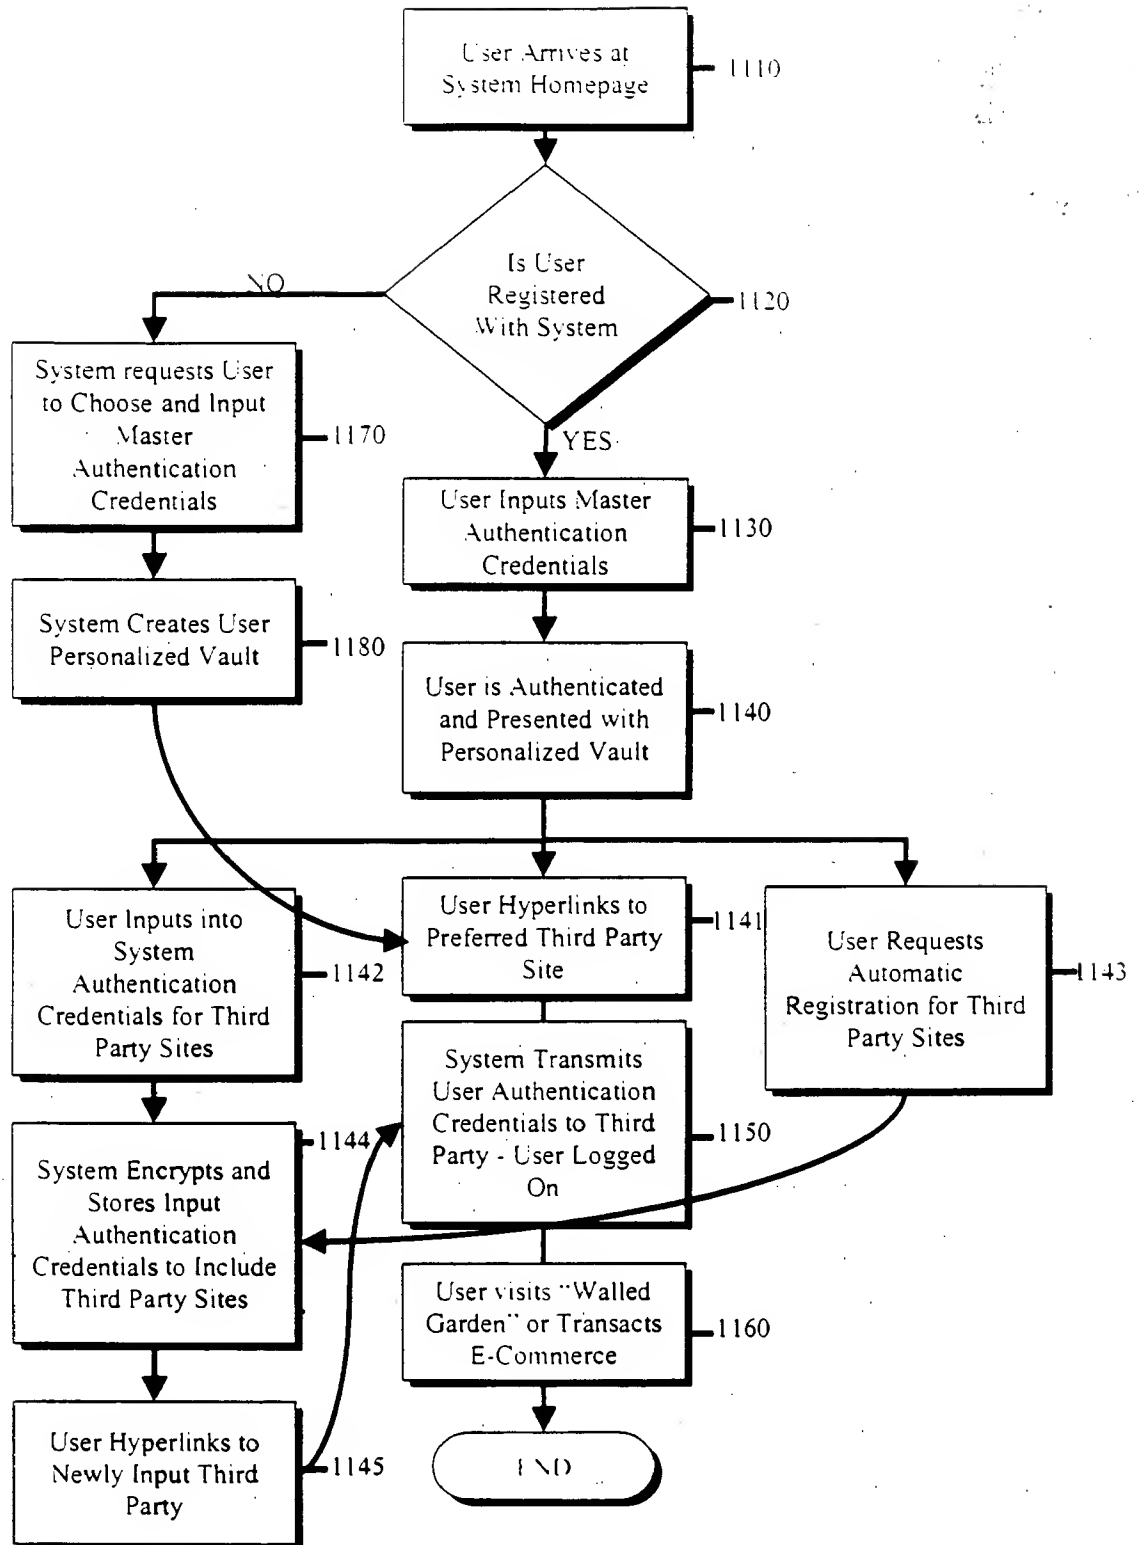 User Arrives at
System Homepage
1110
Is User
Registered
With System
1120
NO
YES
System requests User
to Choose and Input
Master
Authentication
Credentials
1170
User Inputs Master
Authentication
Credentials
1130
System Creates User
Personalized Vault
1180
User is Authenticated
and Presented with
Personalized Vault
1140
User Inputs into
System
Authentication
Credentials for Third
Party Sites
1142
User Hyperlinks to
Preferred Third Party
Site
1141
User Requests
Automatic
Registration for Third
Party Sites
1143
System Transmits
User Authentication
Credentials to Third
Party - User Logged
On
1150
System Encrypts and
Stores Input
Authentication
Credentials to Include
Third Party Sites
1144
User visits "Walled
Garden" or Transacts
E-Commerce
1160
User Hyperlinks to
Newly Input Third
Party
1145
END